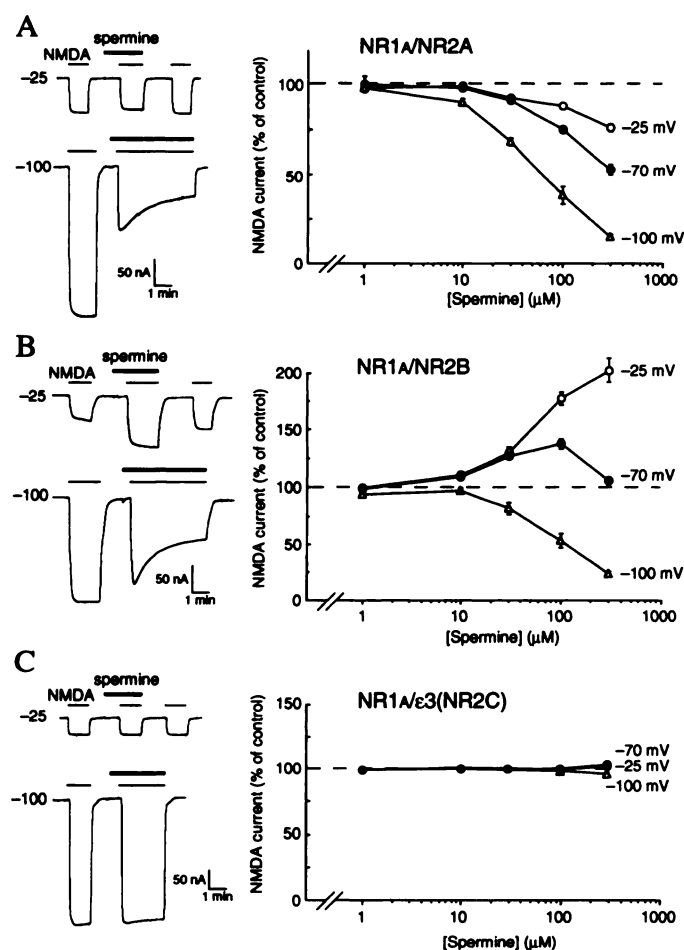 A
spermine
NMDA
−25
−100
50 nA
1 min
NR1A/NR2A
NMDA current (% of control)
100
50
0
−25 mV
−70 mV
−100 mV
1 10 100 1000
[Spermine] (μM)
B
spermine
NMDA
−25
−100
50 nA
1 min
NR1A/NR2B
NMDA current (% of control)
200
150
100
50
0
−25 mV
−70 mV
−100 mV
1 10 100 1000
[Spermine] (μM)
C
spermine
NMDA
−25
−100
50 nA
1 min
NR1A/ε3(NR2C)
NMDA current (% of control)
150
100
50
0
−70 mV
−25 mV
−100 mV
1 10 100 1000
[Spermine] (μM)